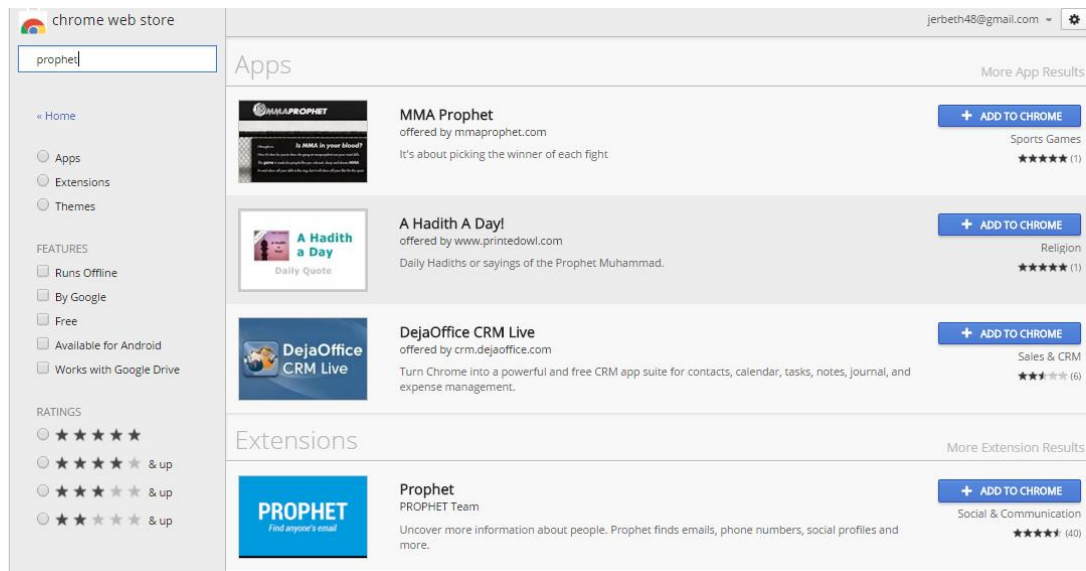 chrome web store
jerbeth48@gmail.com
prophet
« Home
Apps
Extensions
Themes
FEATURES
Runs Offline
By Google
Free
Available for Android
Works with Google Drive
RATINGS
& up
& up
& up
Apps
More App Results
MMAPROPHET
Is MMA in your blood?
MMA Prophet
offered by mmaprophet.com
It's about picking the winner of each fight
+ ADD TO CHROME
Sports Games
(1)
A Hadith
a Day
Daily Quote
A Hadith A Day!
offered by www.printedowl.com
Daily Hadiths or sayings of the Prophet Muhammad.
+ ADD TO CHROME
Religion
(1)
DejaOffice
CRM Live
DejaOffice CRM Live
offered by crm.dejaoffice.com
Turn Chrome into a powerful and free CRM app suite for contacts, calendar, tasks, notes, journal, and
expense management.
+ ADD TO CHROME
Sales & CRM
(6)
Extensions
More Extension Results
PROPHET
Find anyone's email
Prophet
PROPHET Team
Uncover more information about people. Prophet finds emails, phone numbers, social profiles and
more.
+ ADD TO CHROME
Social & Communication
(40)